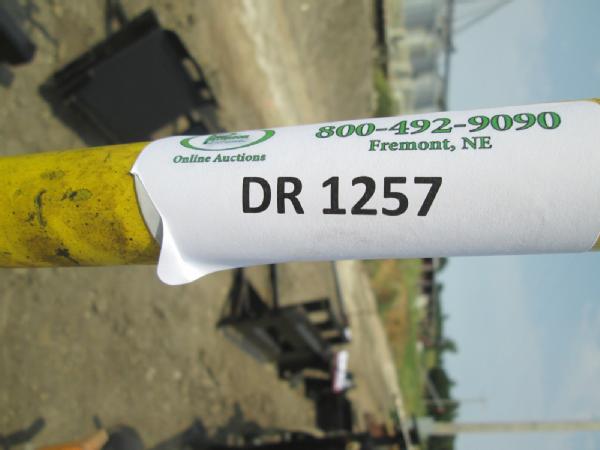 800-492-9090
Online Auctions
Fremont, NE
DR 1257